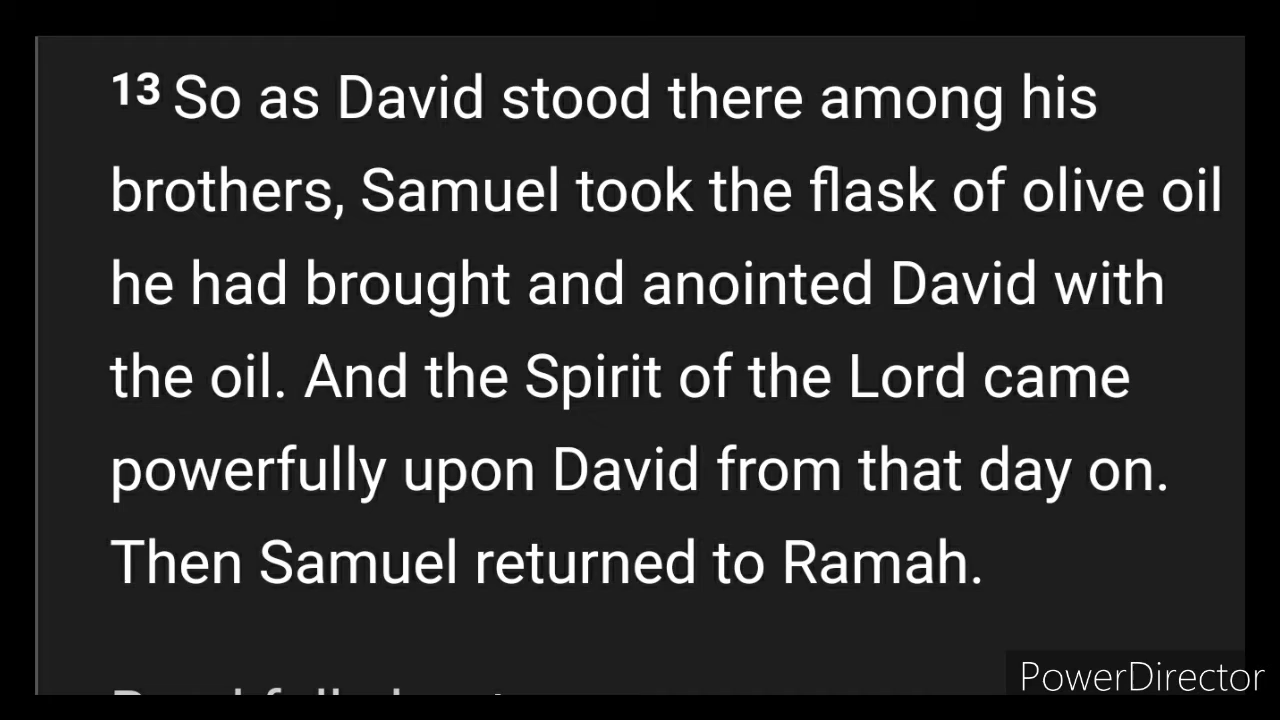 13 So as David stood there among his
brothers, Samuel took the flask of olive oil
he had brought and anointed David with
the oil. And the Spirit of the Lord came
powerfully upon David from that day on.
Then Samuel returned to Ramah.
PowerDirector